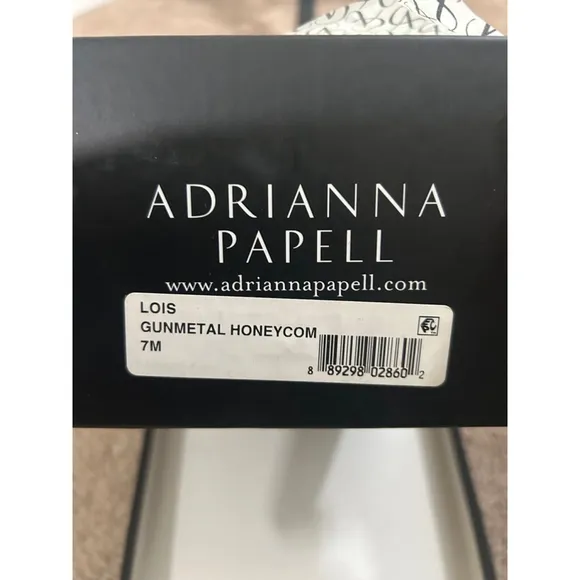 ADRIANNA
PAPELL
www.adriannapapell.com
LOIS
GUNMETAL HONEYCOM
7M
8 89298 02860 2